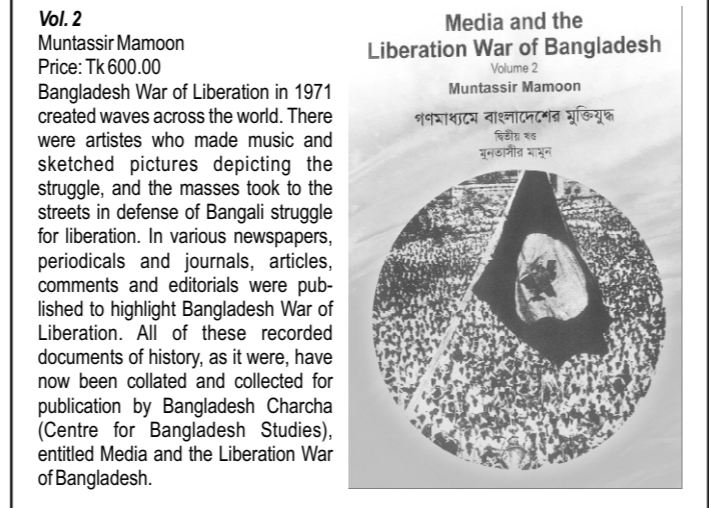 Vol. 2
Muntassir Mamoon
Price: Tk 600.00
Bangladesh War of Liberation in 1971
created waves across the world. There
were artistes who made music and
sketched pictures depicting the
struggle, and the masses took to the
streets in defense of Bangali struggle
for liberation. In various newspapers,
periodicals and journals, articles,
comments and editorials were pub-
lished to highlight Bangladesh War of
Liberation. All of these recorded
documents of history, as it were, have
now been collated and collected for
publication by Bangladesh Charcha
(Centre for Bangladesh Studies),
entitled Media and the Liberation War
of Bangladesh.
Media and the
Liberation War of Bangladesh
Volume 2
Muntassir Mamoon
গণমাধ্যমে বাংলাদেশের মুক্তিযুদ্ধ
দ্বিতীয় খণ্ড
মুনতাসীর মামুন